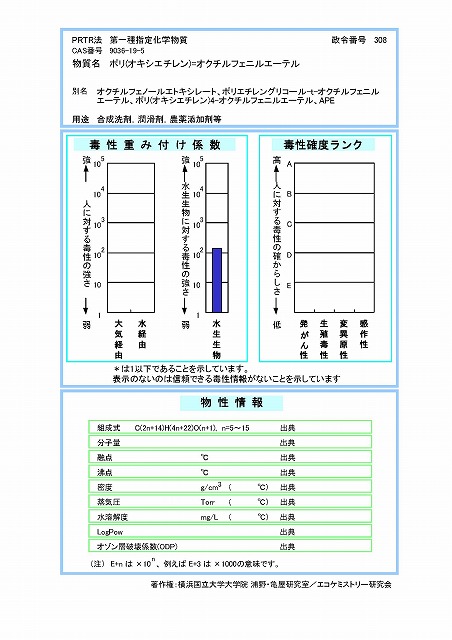 PRTR法 第一種指定化学物質 政令番号 308
CAS番号 9036-19-5
物質名 ポリ(オキシエチレン)=オクチルフェニルエーテル
別名 オクチルフェノールエトキシレート、ポリエチレングリコール-t-オクチルフェニル
エーテル、ポリ(オキシエチレン)4-オクチルフェニルエーテル、APE
用途 合成洗剤，潤滑剤，農薬添加剤等
毒性重み付け係数
強
人に対する毒性の強さ
弱
10^5
10^4
10^3
10^2
10^1
1
大気経由
水経由
強
水生生物に対する毒性の強さ
弱
10^5
10^4
10^3
10^2
10^1
1
水生生物
毒性確度ランク
高
人に対する毒性の確からしさ
低
A
B
C
D
E
発がん性
生殖毒性
変異原性
感作性
＊は1以下であることを示しています。
表示のないのは信頼できる毒性情報がないことを示しています
物性情報
組成式 C(2n+14)H(4n+22)O(n+1), n=5～15 出典
分子量 出典
融点 ℃ 出典
沸点 ℃ 出典
密度 g/cm^3 ( ℃) 出典
蒸気圧 Torr ( ℃) 出典
水溶解度 mg/L ( ℃) 出典
LogPow 出典
オゾン層破壊係数(ODP) 出典
(注) E+n は ×10^n、例えば E+3 は ×1000の意味です。
著作権：横浜国立大学大学院 浦野・亀屋研究室／エコケミストリー研究会